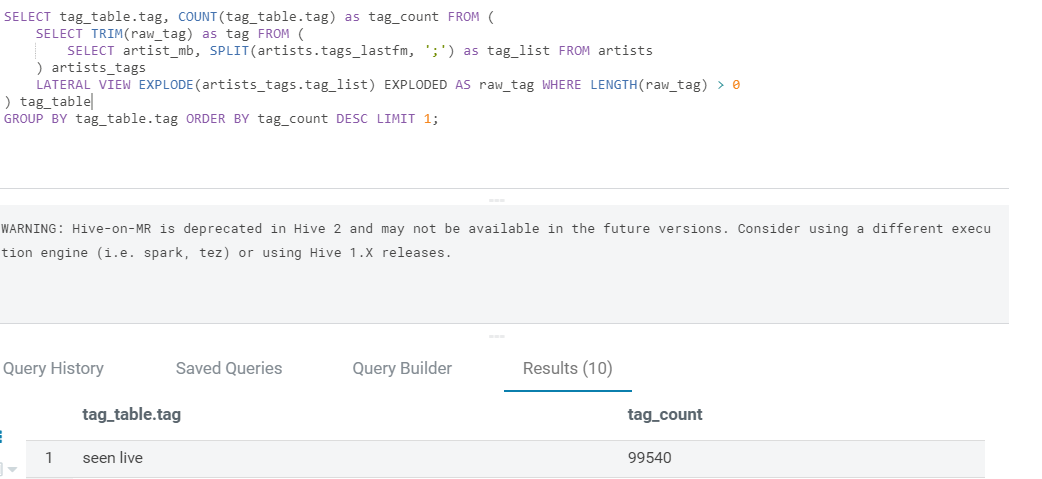 SELECT tag_table.tag, COUNT(tag_table.tag) as tag_count FROM (
    SELECT TRIM(raw_tag) as tag FROM (
        SELECT artist_mb, SPLIT(artists.tags_lastfm, ';') as tag_list FROM artists
    ) artists_tags
    LATERAL VIEW EXPLODE(artists_tags.tag_list) EXPLODED AS raw_tag WHERE LENGTH(raw_tag) > 0
) tag_table
GROUP BY tag_table.tag ORDER BY tag_count DESC LIMIT 1;
WARNING: Hive-on-MR is deprecated in Hive 2 and may not be available in the future versions. Consider using a different execu
tion engine (i.e. spark, tez) or using Hive 1.X releases.
Query History Saved Queries Query Builder Results (10)
tag_table.tag tag_count
1 seen live 99540